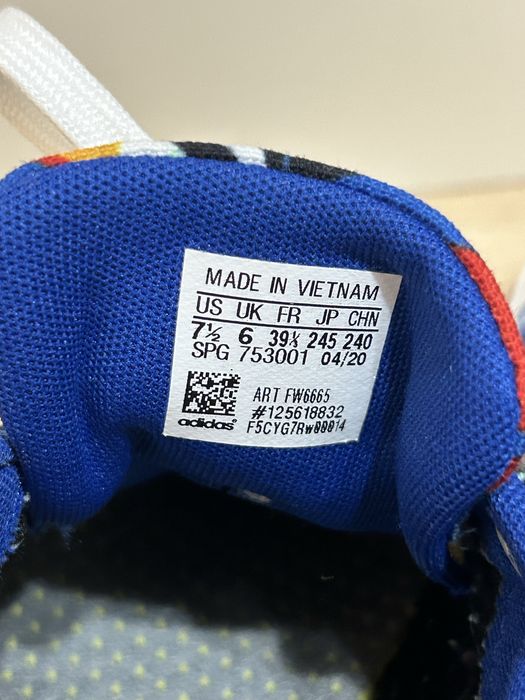 MADE IN VIETNAM
US UK FR JP CHN
7½ 6 39⅓ 245 240
SPG 753001 04/20
ART FW6665
#125618832
adidas®